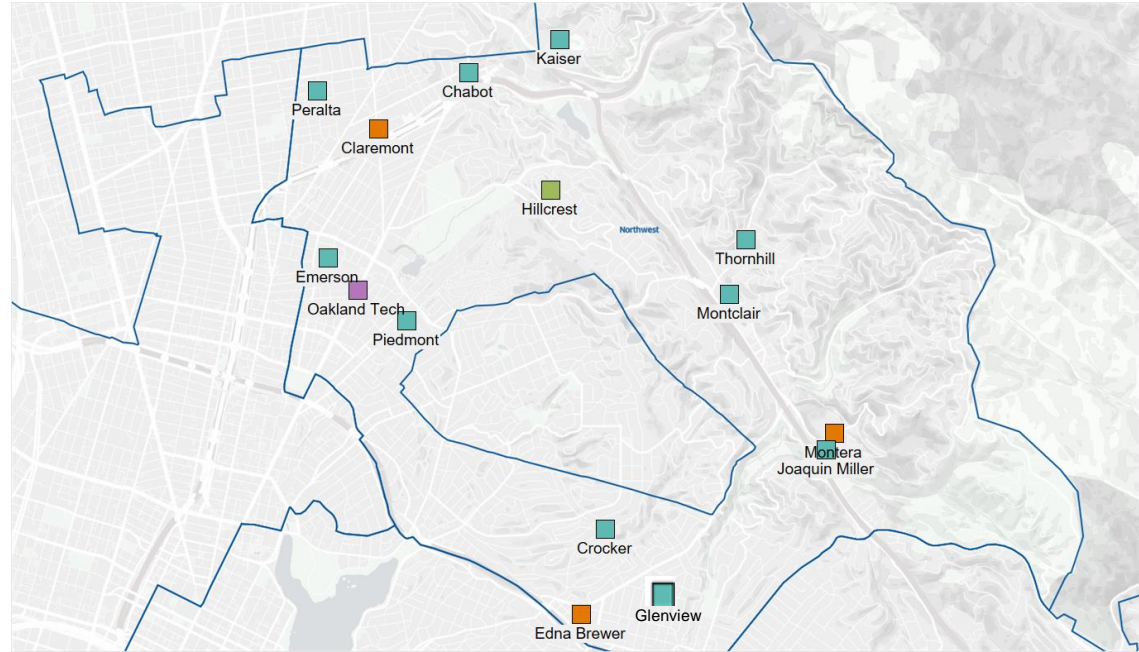 Kaiser
Chabot
Peralta
Claremont
Hillcrest
Northwest
Thornhill
Emerson
Oakland Tech
Montclair
Piedmont
Montera
Joaquin Miller
Crocker
Glenview
Edna Brewer